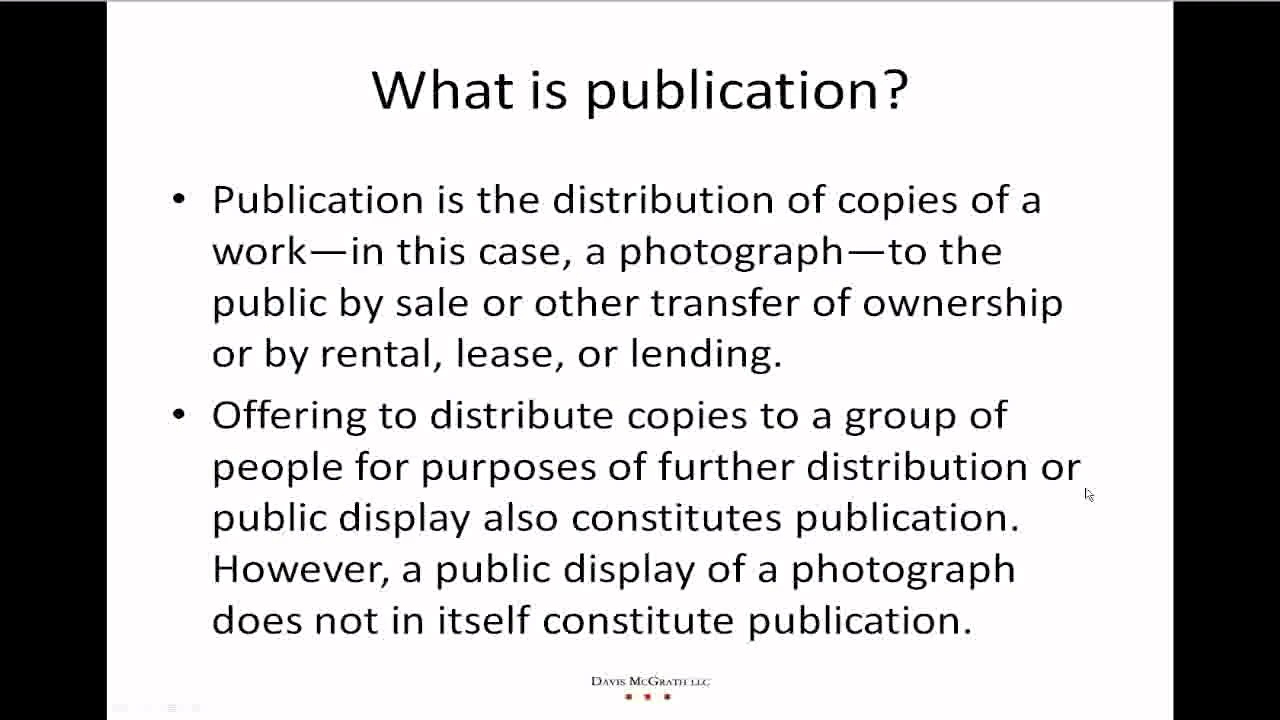 What is publication?
• Publication is the distribution of copies of a
work—in this case, a photograph—to the
public by sale or other transfer of ownership
or by rental, lease, or lending.
• Offering to distribute copies to a group of
people for purposes of further distribution or
public display also constitutes publication.
However, a public display of a photograph
does not in itself constitute publication.
DAVIS MCGRATH LLC